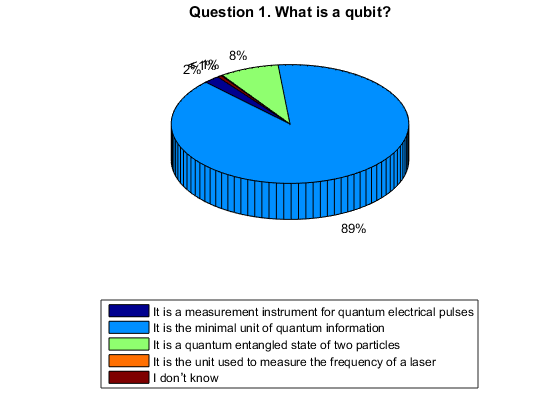 Question 1. What is a qubit?
8%
2%
89%
It is a measurement instrument for quantum electrical pulses
It is the minimal unit of quantum information
It is a quantum entangled state of two particles
It is the unit used to measure the frequency of a laser
I don't know